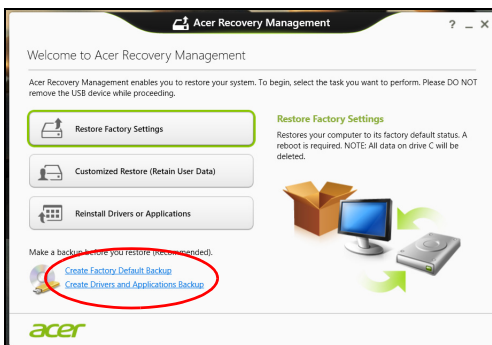 Acer Recovery Management
? _ X
Welcome to Acer Recovery Management
Acer Recovery Management enables you to restore your system. To begin, select the task you want to perform. Please DO NOT
remove the USB device while proceeding.
Restore Factory Settings
Customized Restore (Retain User Data)
Reinstall Drivers or Applications
Restore Factory Settings
Restores your computer to its factory default status. A
reboot is required. NOTE: All data on drive C will be
deleted.
Make a backup before you restore (Recommended).
Create Factory Default Backup
Create Drivers and Applications Backup
acer